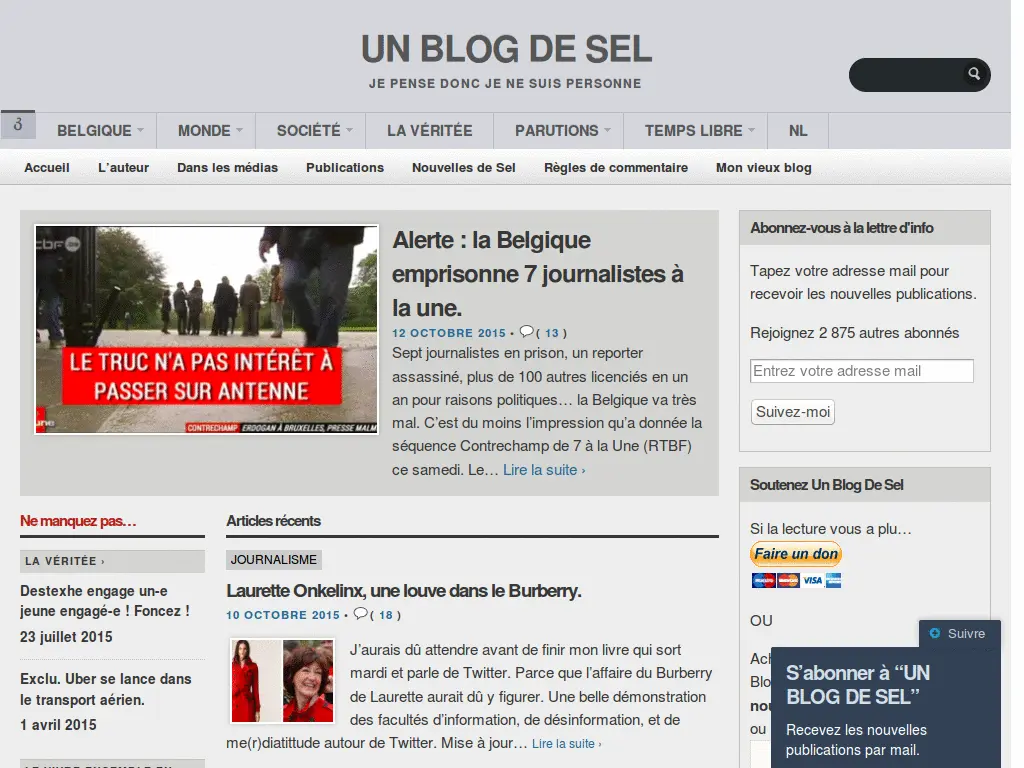 UN BLOG DE SEL
JE PENSE DONC JE NE SUIS PERSONNE
BELGIQUE
MONDE
SOCIÉTÉ
LA VÉRITÉE
PARUTIONS
TEMPS LIBRE
NL
Accueil
L'auteur
Dans les médias
Publications
Nouvelles de Sel
Règles de commentaire
Mon vieux blog
LE TRUC N'A PAS INTÉRÊT À
PASSER SUR ANTENNE
CONTRECHAMP ERDOGAN À BRUXELLES, PRESSE MALM
Alerte : la Belgique
emprisonne 7 journalistes à
la une.
12 OCTOBRE 2015 • ( 13 )
Sept journalistes en prison, un reporter
assassiné, plus de 100 autres licenciés en un
an pour raisons politiques… la Belgique va très
mal. C'est du moins l'impression qu'a donnée la
séquence Contrechamp de 7 à la Une (RTBF)
ce samedi. Le… Lire la suite ›
Ne manquez pas…
LA VÉRITÉE ›
Destexhe engage un-e
jeune engagé-e ! Foncez !
23 juillet 2015
Exclu. Uber se lance dans
le transport aérien.
1 avril 2015
Articles récents
JOURNALISME
Laurette Onkelinx, une louve dans le Burberry.
10 OCTOBRE 2015 • ( 18 )
J'aurais dû attendre avant de finir mon livre qui sort
mardi et parle de Twitter. Parce que l'affaire du Burberry
de Laurette aurait dû y figurer. Une belle démonstration
des facultés d'information, de désinformation, et de
me(r)diatitude autour de Twitter. Mise à jour… Lire la suite ›
Abonnez-vous à la lettre d'info
Tapez votre adresse mail pour
recevoir les nouvelles publications.
Rejoignez 2 875 autres abonnés
Entrez votre adresse mail
Suivez-moi
Soutenez Un Blog De Sel
Si la lecture vous a plu…
Faire un don
VISA
OU
ou
Suivre
S'abonner à “UN
BLOG DE SEL”
Recevez les nouvelles
publications par mail.